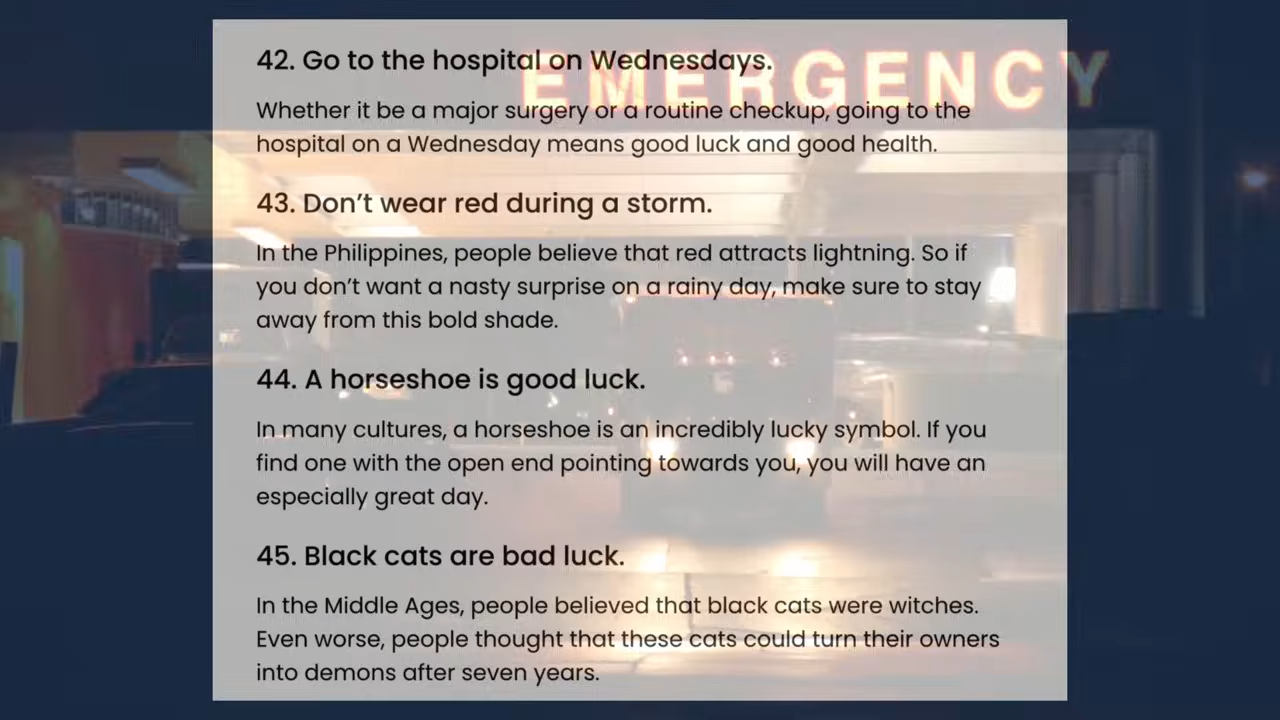 EMERGENCY
42. Go to the hospital on Wednesdays.
Whether it be a major surgery or a routine checkup, going to the
hospital on a Wednesday means good luck and good health.
43. Don’t wear red during a storm.
In the Philippines, people believe that red attracts lightning. So if
you don’t want a nasty surprise on a rainy day, make sure to stay
away from this bold shade.
44. A horseshoe is good luck.
In many cultures, a horseshoe is an incredibly lucky symbol. If you
find one with the open end pointing towards you, you will have an
especially great day.
45. Black cats are bad luck.
In the Middle Ages, people believed that black cats were witches.
Even worse, people thought that these cats could turn their owners
into demons after seven years.